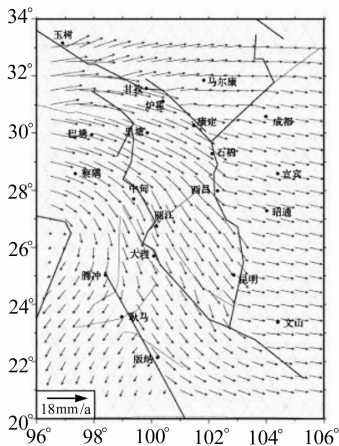 34°
玉树
32°
马尔康
甘孜
炉霍
30°
康定
成都
巴塘
理塘
石棉
28°
察隅
宜宾
中甸
西昌
昭通
丽江
26°
大理
腾冲
昆明
24°
耿马
文山
22°
版纳
18mm/a
20°
96° 98° 100° 102° 104° 106°